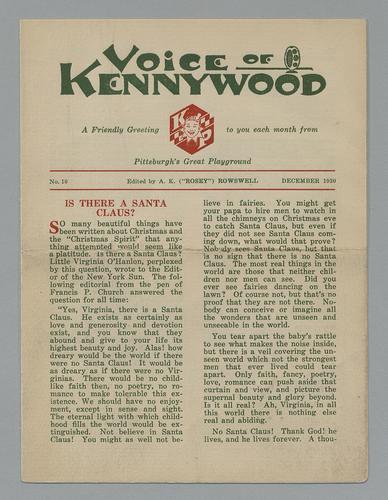 VOICE OF
KENNYWOOD
A Friendly Greeting
K
P
to you each month from
Pittsburgh's Great Playground
No. 10
Edited by A. K. ("ROSEY") ROWSWELL
DECEMBER 1930
IS THERE A SANTA
CLAUS?
SO many beautiful things have
been written about Christmas and
the "Christmas Spirit" that any-
thing attempted would seem like
a platitude. is there a Santa Claus?
Little Virginia O'Hanlon, perplexed
by this question, wrote to the Edit-
or of the New York Sun. The fol-
lowing editorial from the pen of
Francis P. Church answered the
question for all time:
"Yes, Virginia, there is a Santa
Claus. He exists as certainly as
love and generosity and devotion
exist, and you know that they
abound and give to your life its
highest beauty and joy. Alas! how
dreary would be the world if there
were no Santa Claus! It would be
as dreary as if there were no Vir-
ginias. There would be no child-
like faith then, no poetry, no ro-
mance to make tolerable this ex-
istence. We should have no enjoy-
ment, except in sense and sight.
The eternal light with which child-
hood fills the world would be ex-
tinguished. Not believe in Santa
Claus! You might as well not be-
lieve in fairies. You might get
your papa to hire men to watch in
all the chimneys on Christmas eve
to catch Santa Claus, but even if
they did not see Santa Claus com-
ing down, what would that prove?
Nobody sees Santa Claus, but that
is no sign that there is no Santa
Claus. The most real things in the
world are those that neither chil-
dren nor men can see. Did you
ever see fairies dancing on the
lawn? Of course not, but that's no
proof that they are not there. No-
body can conceive or imagine all
the wonders that are unseen and
unseeable in the world.
You tear apart the baby's rattle
to see what makes the noise inside,
but there is a veil covering the un-
seen world which not the strongest
men that ever lived could tear
apart. Only faith, fancy, poetry,
love, romance can push aside that
curtain and view, and picture the
supernal beauty and glory beyond.
Is it all real? Ah, Virginia, in all
this world there is nothing else
real and abiding.
No Santa Claus! Thank God! he
lives, and he lives forever. A thou-